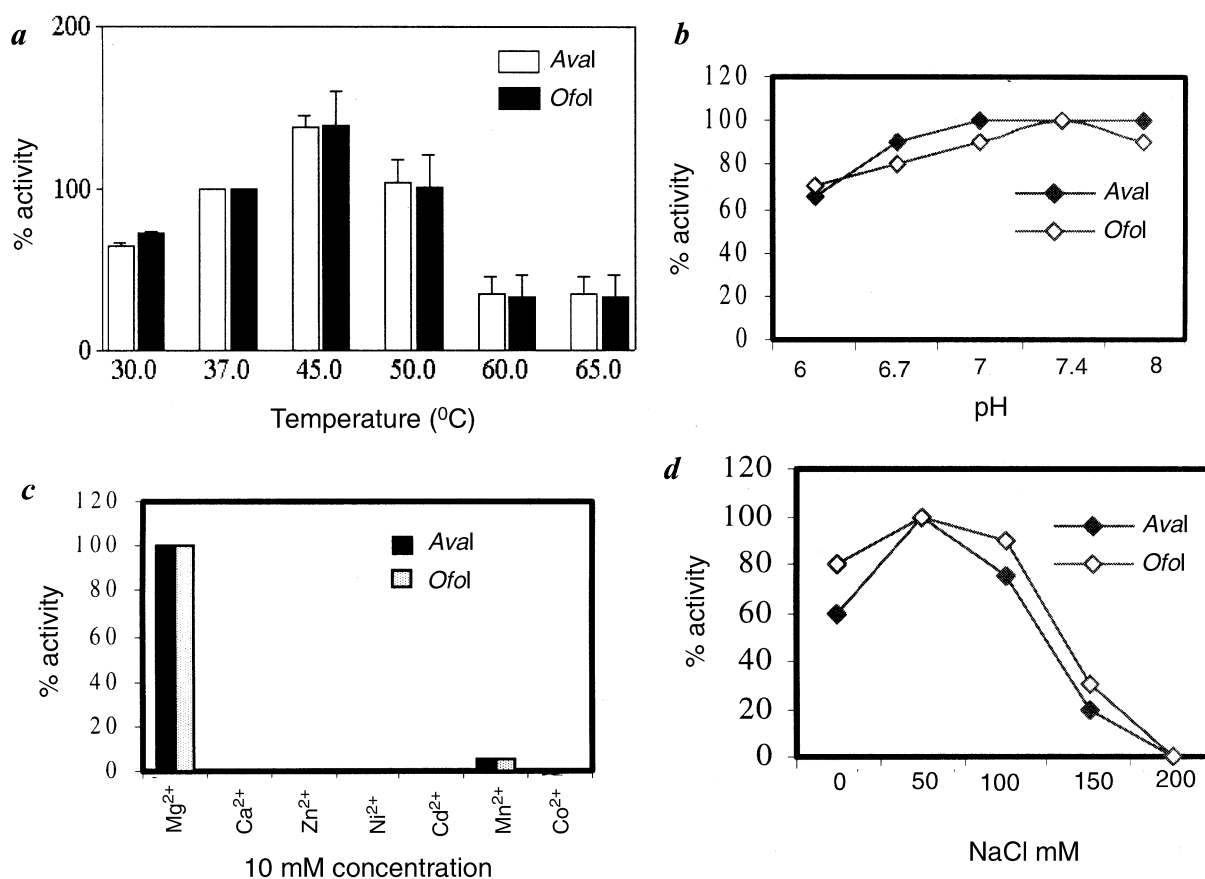 a
200
100
0
% activity
AvaI
OfoI
30.0 37.0 45.0 50.0 60.0 65.0
Temperature (⁰C)
b
120
100
80
60
40
20
0
% activity
AvaI
OfoI
6 6.7 7 7.4 8
pH
c
120
100
80
60
40
20
0
% activity
AvaI
OfoI
Mg²⁺ Ca²⁺ Zn²⁺ Ni²⁺ Cd²⁺ Mn²⁺ Co²⁺
10 mM concentration
d
120
100
80
60
40
20
0
% activity
AvaI
OfoI
0 50 100 150 200
NaCl mM